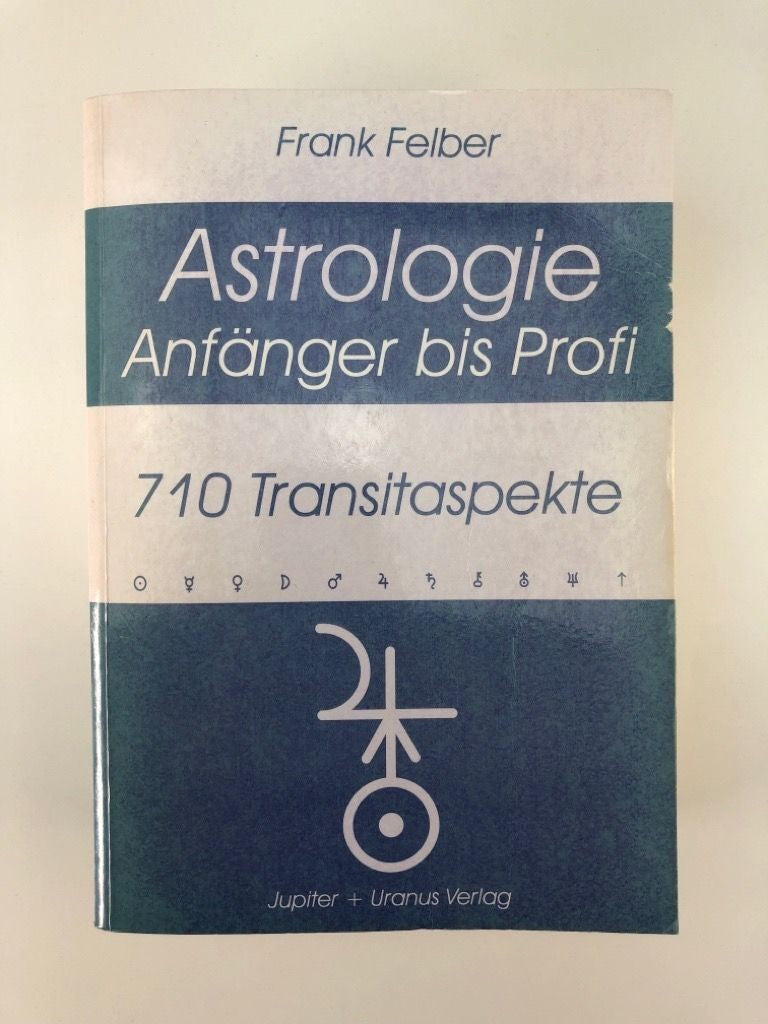 Frank Felber
Astrologie
Anfänger bis Profi
710 Transitaspekte
☉ ☿ ♀ ☽ ♂ ♃ ♄ ⚷ ⛢ ♅ ↑
Jupiter + Uranus Verlag